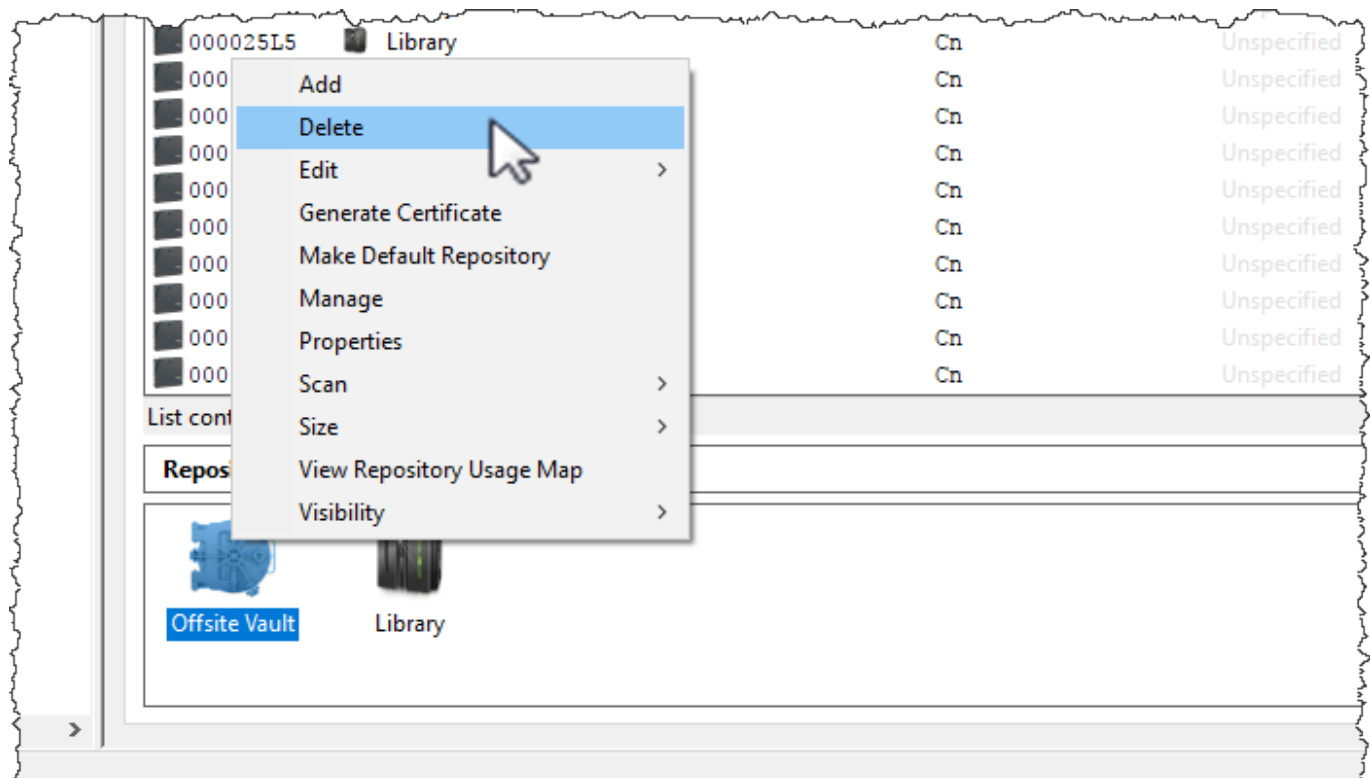 000025L5 Library Cn Unspecified
000 Cn Unspecified
000 Cn Unspecified
000 Cn Unspecified
000 Cn Unspecified
000 Cn Unspecified
000 Cn Unspecified
000 Cn Unspecified
000 Cn Unspecified
000 Cn Unspecified
Add
Delete
Edit
Generate Certificate
Make Default Repository
Manage
Properties
Scan
Size
View Repository Usage Map
Visibility
List cont
Repos
Offsite Vault Library